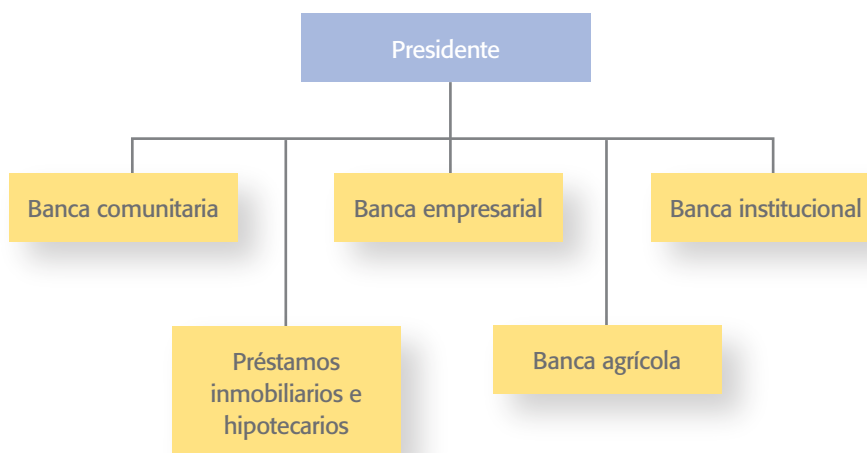 Presidente
Banca comunitaria
Banca empresarial
Banca institucional
Préstamos
inmobiliarios e
hipotecarios
Banca agrícola